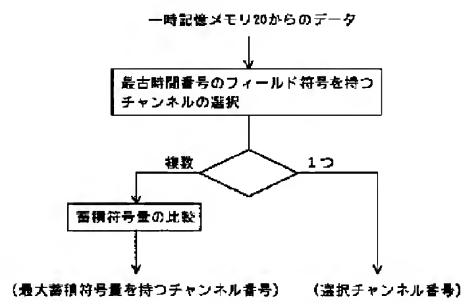 一時記憶メモリ20からのデータ
最古時間番号のフィールド符号を持つ
チャンネルの選択
複数
1つ
蓄積符号量の比較
(最大蓄積符号量を持つチャンネル番号)
(選択チャンネル番号)